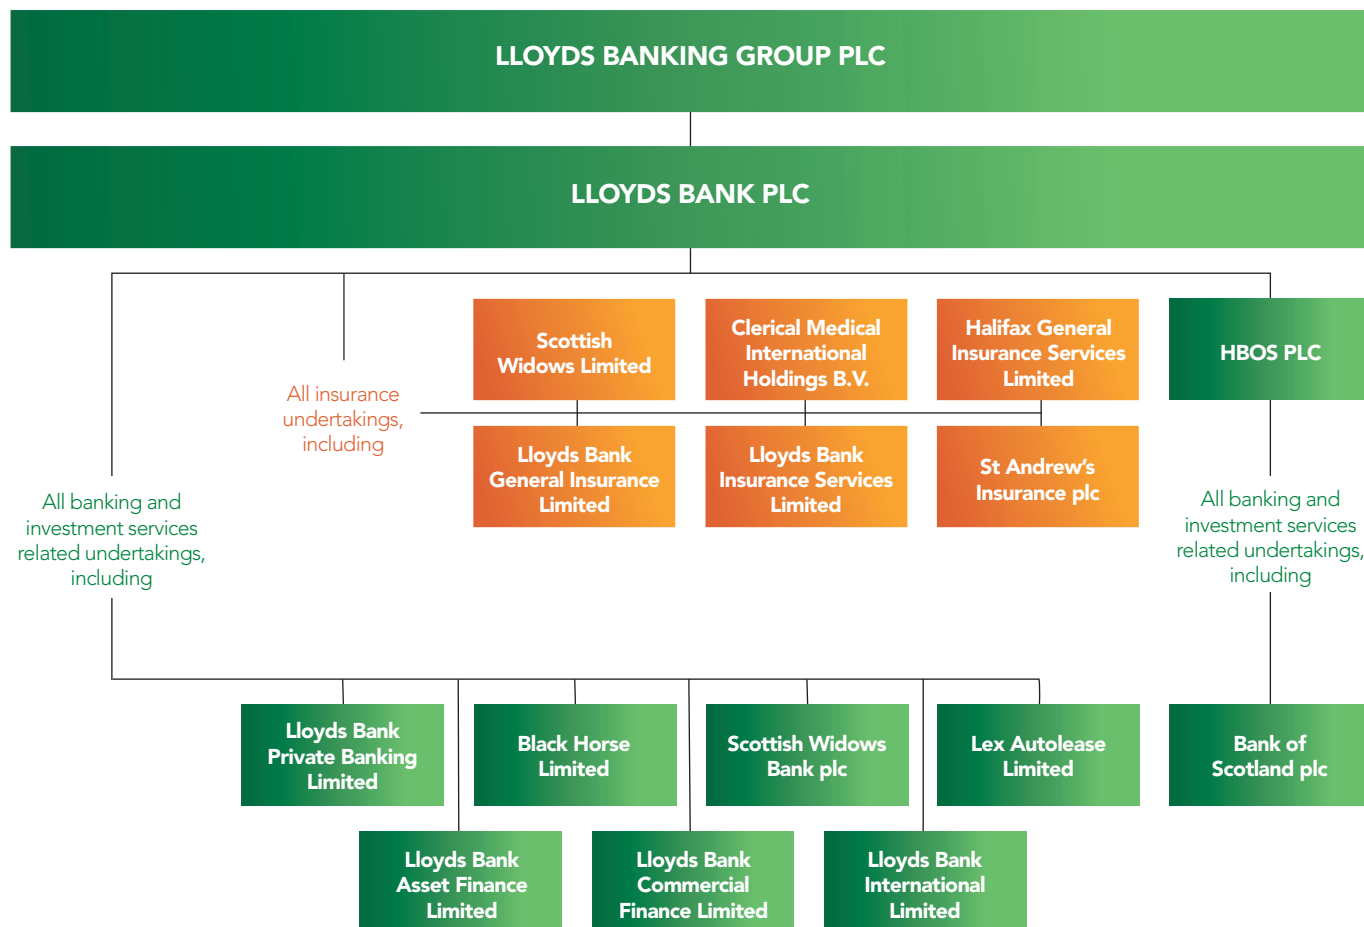 LLOYDS BANKING GROUP PLC
LLOYDS BANK PLC
Scottish
Widows Limited
Clerical Medical
International
Holdings B.V.
Halifax General
Insurance Services
Limited
HBOS PLC
All insurance
undertakings,
including
Lloyds Bank
General Insurance
Limited
Lloyds Bank
Insurance Services
Limited
St Andrew’s
Insurance plc
All banking and
investment services
related undertakings,
including
All banking and
investment services
related undertakings,
including
Lloyds Bank
Private Banking
Limited
Black Horse
Limited
Scottish Widows
Bank plc
Lex Autolease
Limited
Bank of
Scotland plc
Lloyds Bank
Asset Finance
Limited
Lloyds Bank
Commercial
Finance Limited
Lloyds Bank
International
Limited